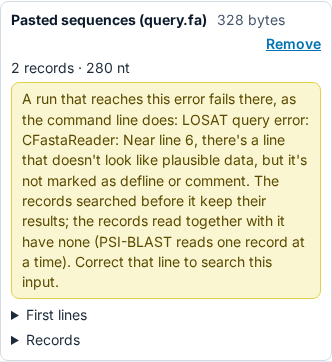 Pasted sequences (query.fa) 328 bytes
Remove
2 records · 280 nt
A run that reaches this error fails there, as
the command line does: LOSAT query error:
CFastaReader: Near line 6, there's a line
that doesn't look like plausible data, but it's
not marked as defline or comment. The
records searched before it keep their
results; the records read together with it
have none (PSI-BLAST reads one record at
a time). Correct that line to search this
input.
First lines
Records